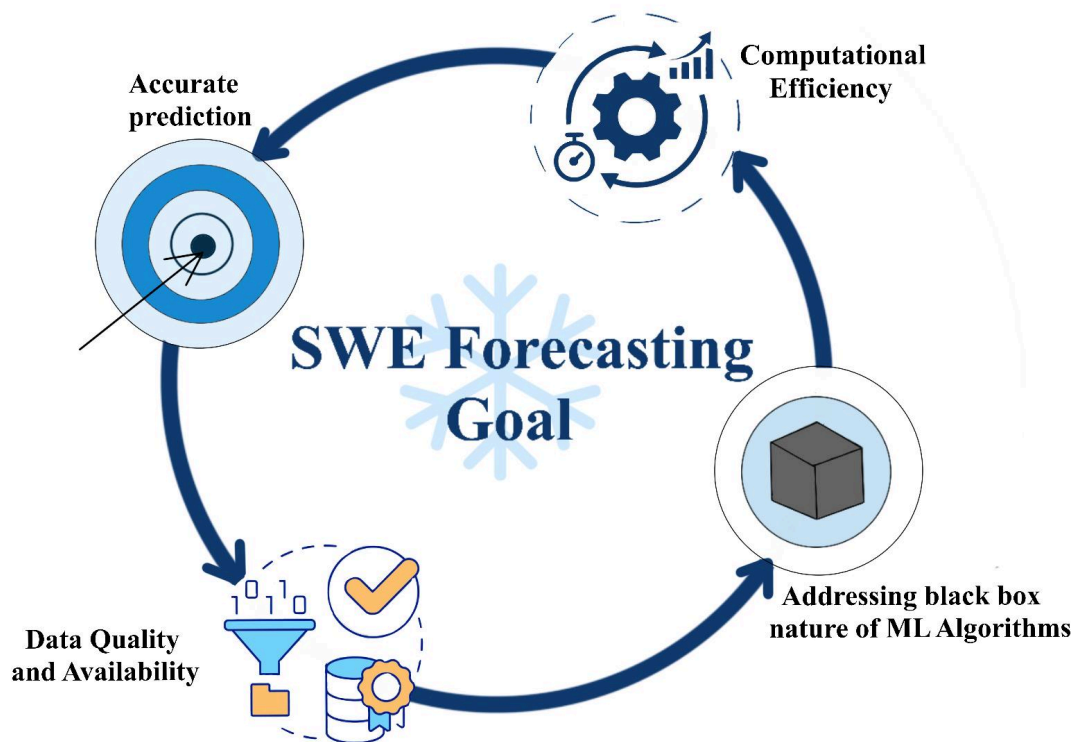 Computational
Efficiency
Accurate
prediction
SWE Forecasting
Goal
Addressing black box
nature of ML Algorithms
Data Quality
and Availability